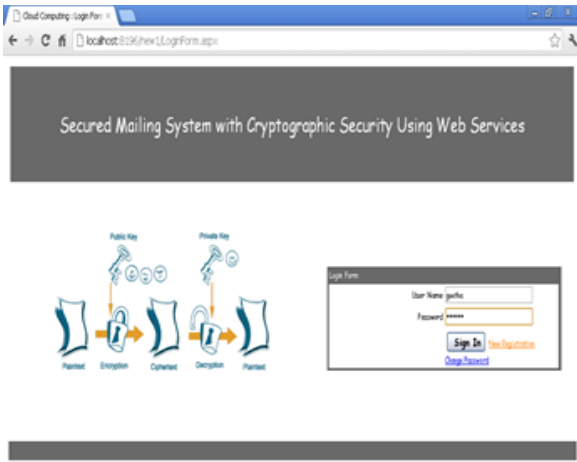 Cloud Computing : Login Form
localhost:8196/new1/LoginForm.aspx
Secured Mailing System with Cryptographic Security Using Web Services
Public Key
Private Key
Plaintext Encryption Ciphertext Decryption Plaintext
Login Form
User Name
Password
Sign In New Registration
Change Password